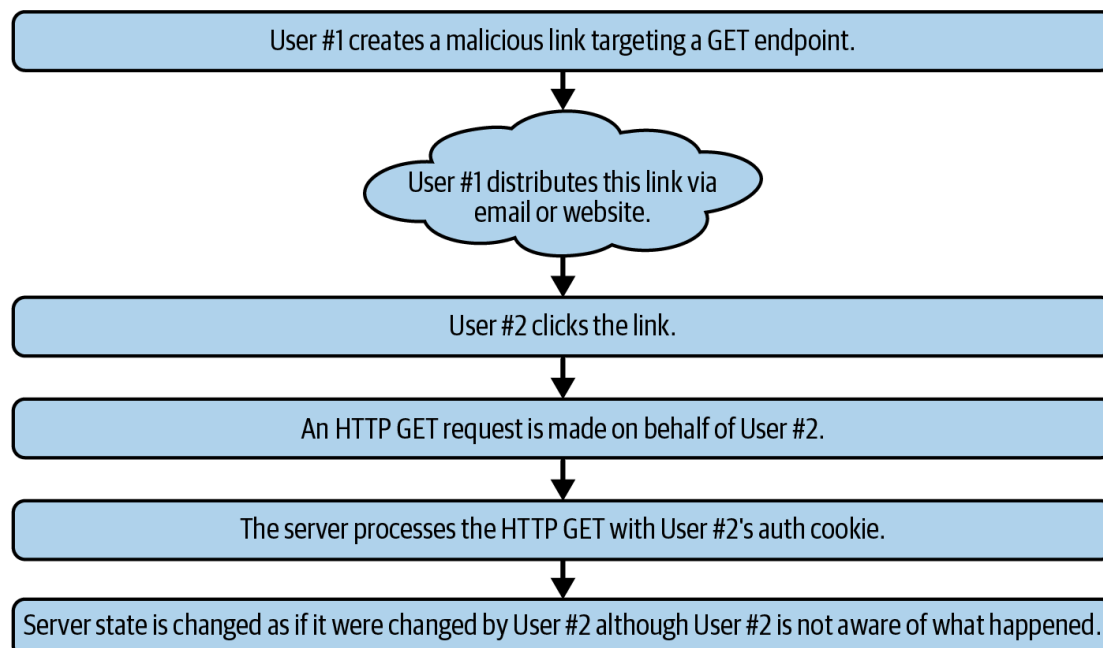 User #1 creates a malicious link targeting a GET endpoint.
User #1 distributes this link via
email or website.
User #2 clicks the link.
An HTTP GET request is made on behalf of User #2.
The server processes the HTTP GET with User #2's auth cookie.
Server state is changed as if it were changed by User #2 although User #2 is not aware of what happened.